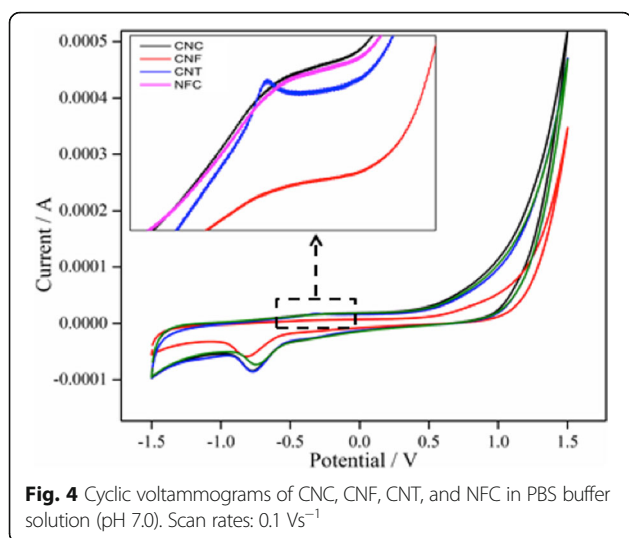 0.0005
0.0004
0.0003
0.0002
0.0001
0.0000
-0.0001
Current / A
CNC
CNF
CNT
NFC
-1.5 -1.0 -0.5 0.0 0.5 1.0 1.5
Potential / V
Fig. 4 Cyclic voltammograms of CNC, CNF, CNT, and NFC in PBS buffer
solution (pH 7.0). Scan rates: 0.1 Vs⁻¹